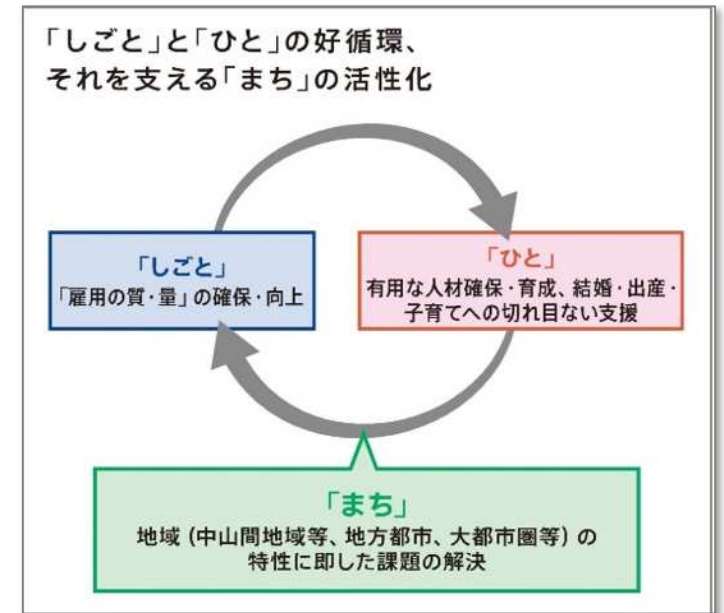 「しごと」と「ひと」の好循環、
それを支える「まち」の活性化
「しごと」
「雇用の質・量」の確保・向上
「ひと」
有用な人材確保・育成、結婚・出産・
子育てへの切れ目ない支援
「まち」
地域（中山間地域等、地方都市、大都市圏等）の
特性に即した課題の解決